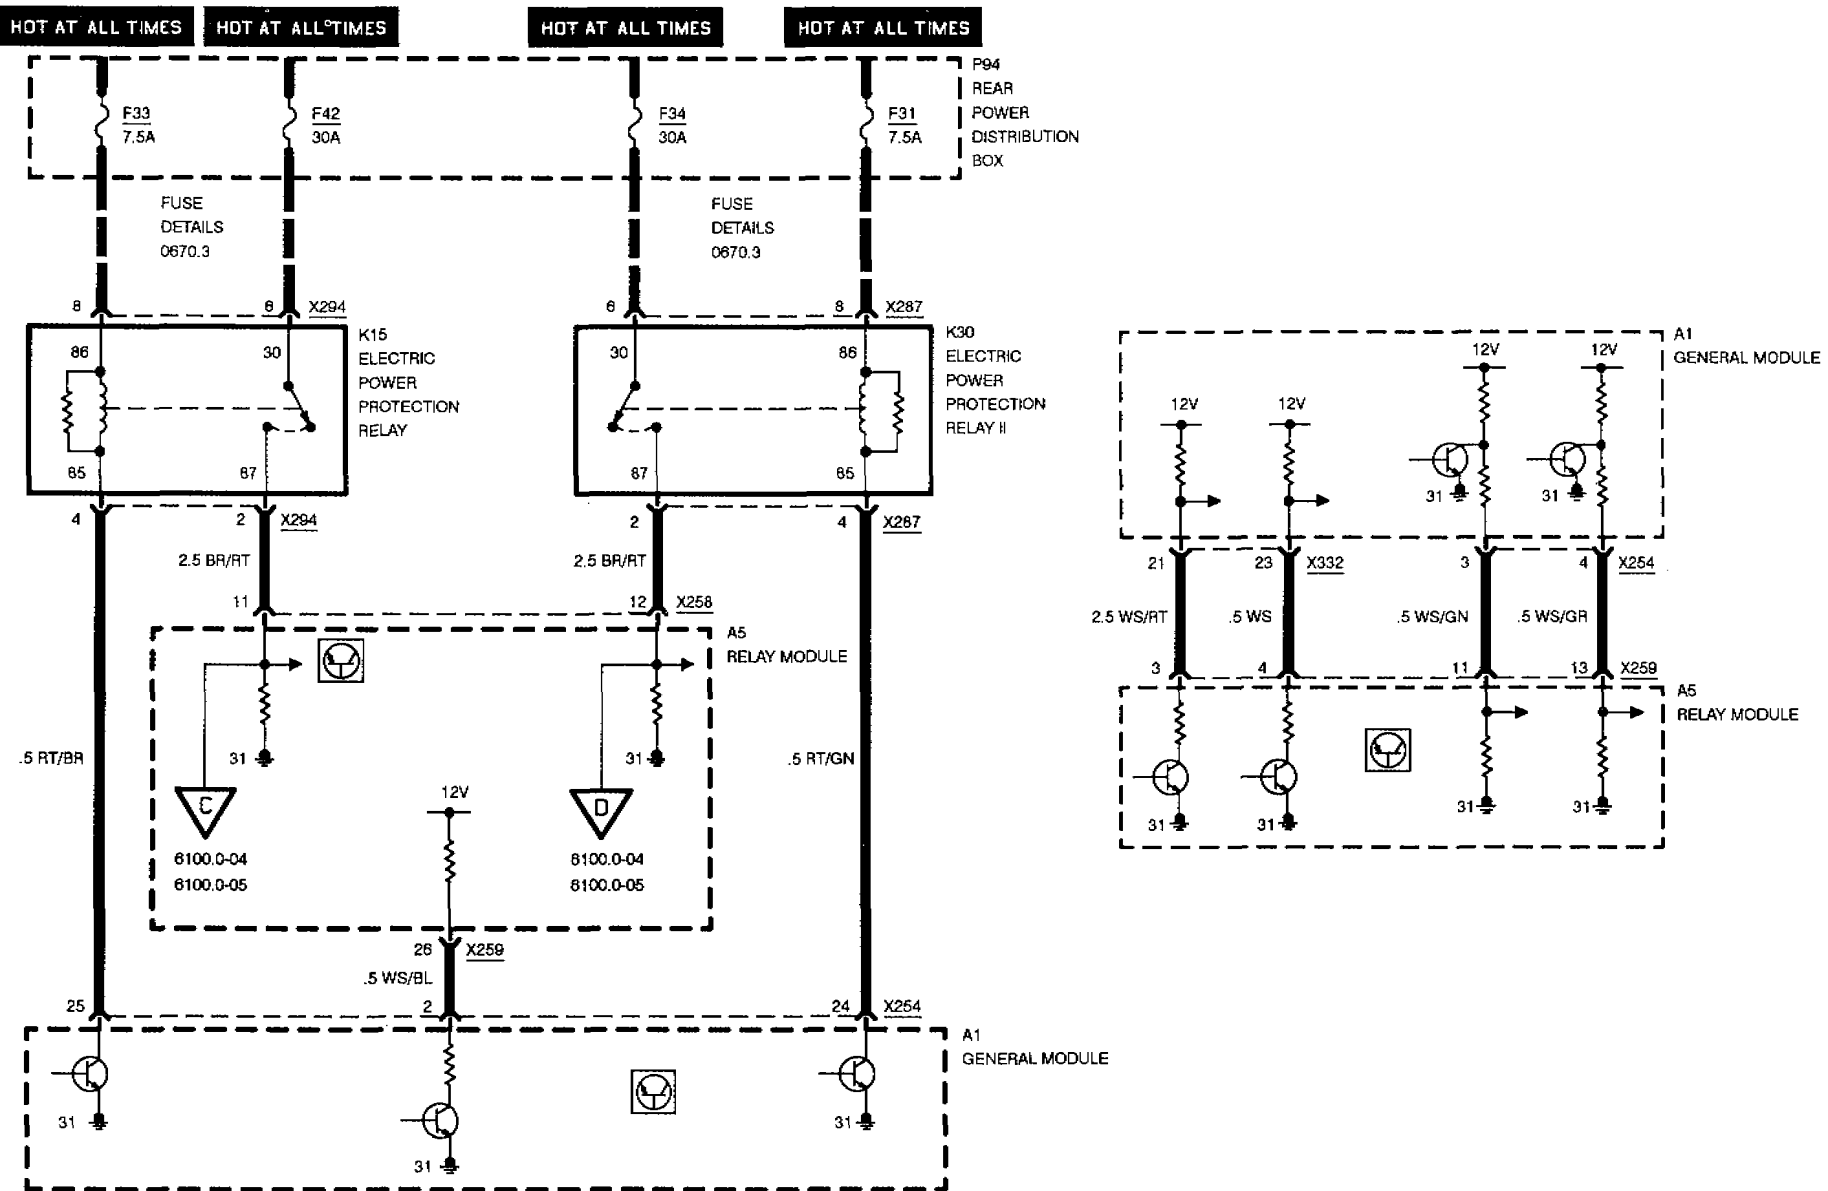 HOT AT ALL TIMES
HOT AT ALL TIMES
HOT AT ALL TIMES
HOT AT ALL TIMES
F33
7.5A
F42
30A
F34
30A
F31
7.5A
P94
REAR
POWER
DISTRIBUTION
BOX
FUSE
DETAILS
0670.3
FUSE
DETAILS
0670.3
8
6
X294
6
8
X287
86
30
K15
ELECTRIC
POWER
PROTECTION
RELAY
30
86
K30
ELECTRIC
POWER
PROTECTION
RELAY II
85
87
87
85
4
2
X294
2
4
X287
2.5 BR/RT
2.5 BR/RT
11
12
X258
A5
RELAY MODULE
.5 RT/BR
31
31
.5 RT/GN
C
D
12V
6100.0-04
6100.0-05
6100.0-04
6100.0-05
26
X259
.5 WS/BL
25
2
24
X254
A1
GENERAL MODULE
31
31
31
A1
GENERAL MODULE
12V
12V
12V
12V
31
31
21
23
X332
3
4
X254
2.5 WS/RT
.5 WS
.5 WS/GN
.5 WS/GR
3
4
11
13
X259
A5
RELAY MODULE
31
31
31
31